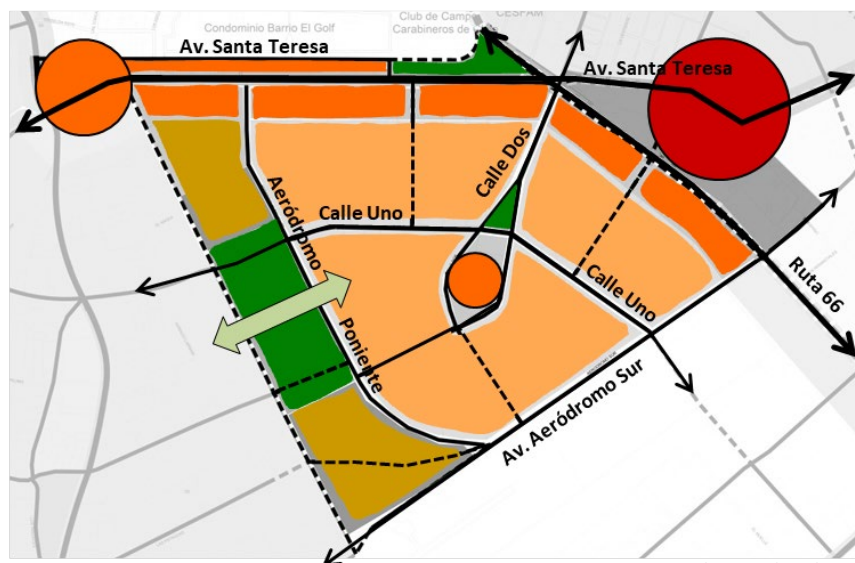 Condominio Barrio El Golf
Club de Campo
Carabineros de
CESFAM
Av. Santa Teresa
Av. Santa Teresa
Calle Dos
Aeródromo
Poniente
Calle Uno
Calle Uno
Ruta 66
Av. Aeródromo Sur